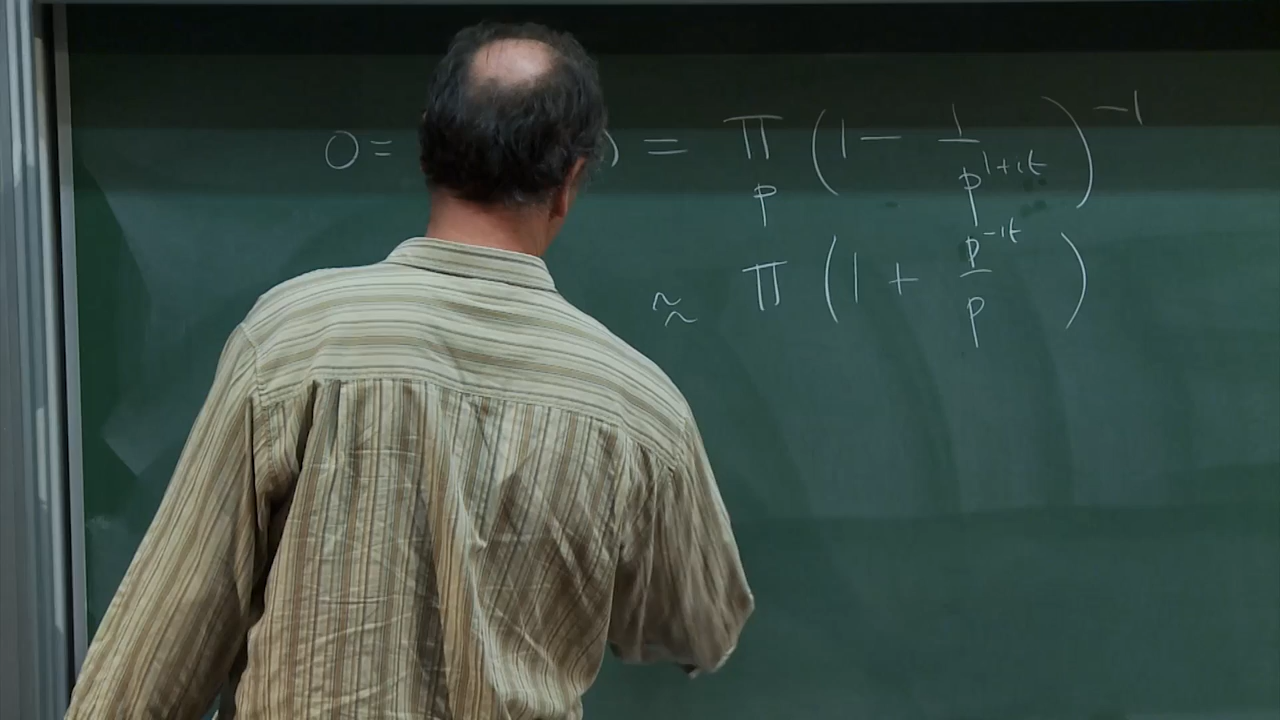 0 = ) = π p ( 1 - 1 / p^{1+it} )^{-1}
≈ π ( 1 + p^{-it} / p )